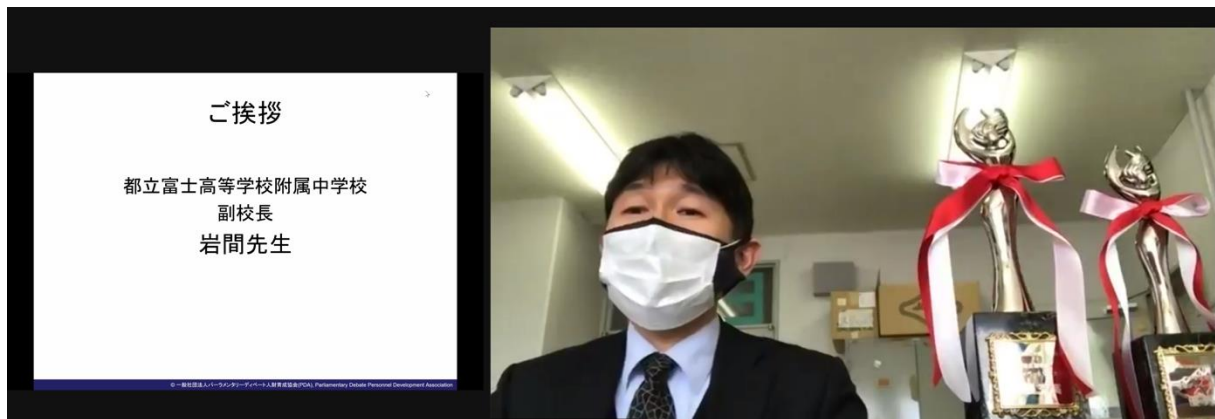 ご挨拶
都立富士高等学校附属中学校
副校長
岩間先生
© 一般社団法人パーラメンタリーディベート人財育成協会(PDA), Parliamentary Debate Personnel Development Association